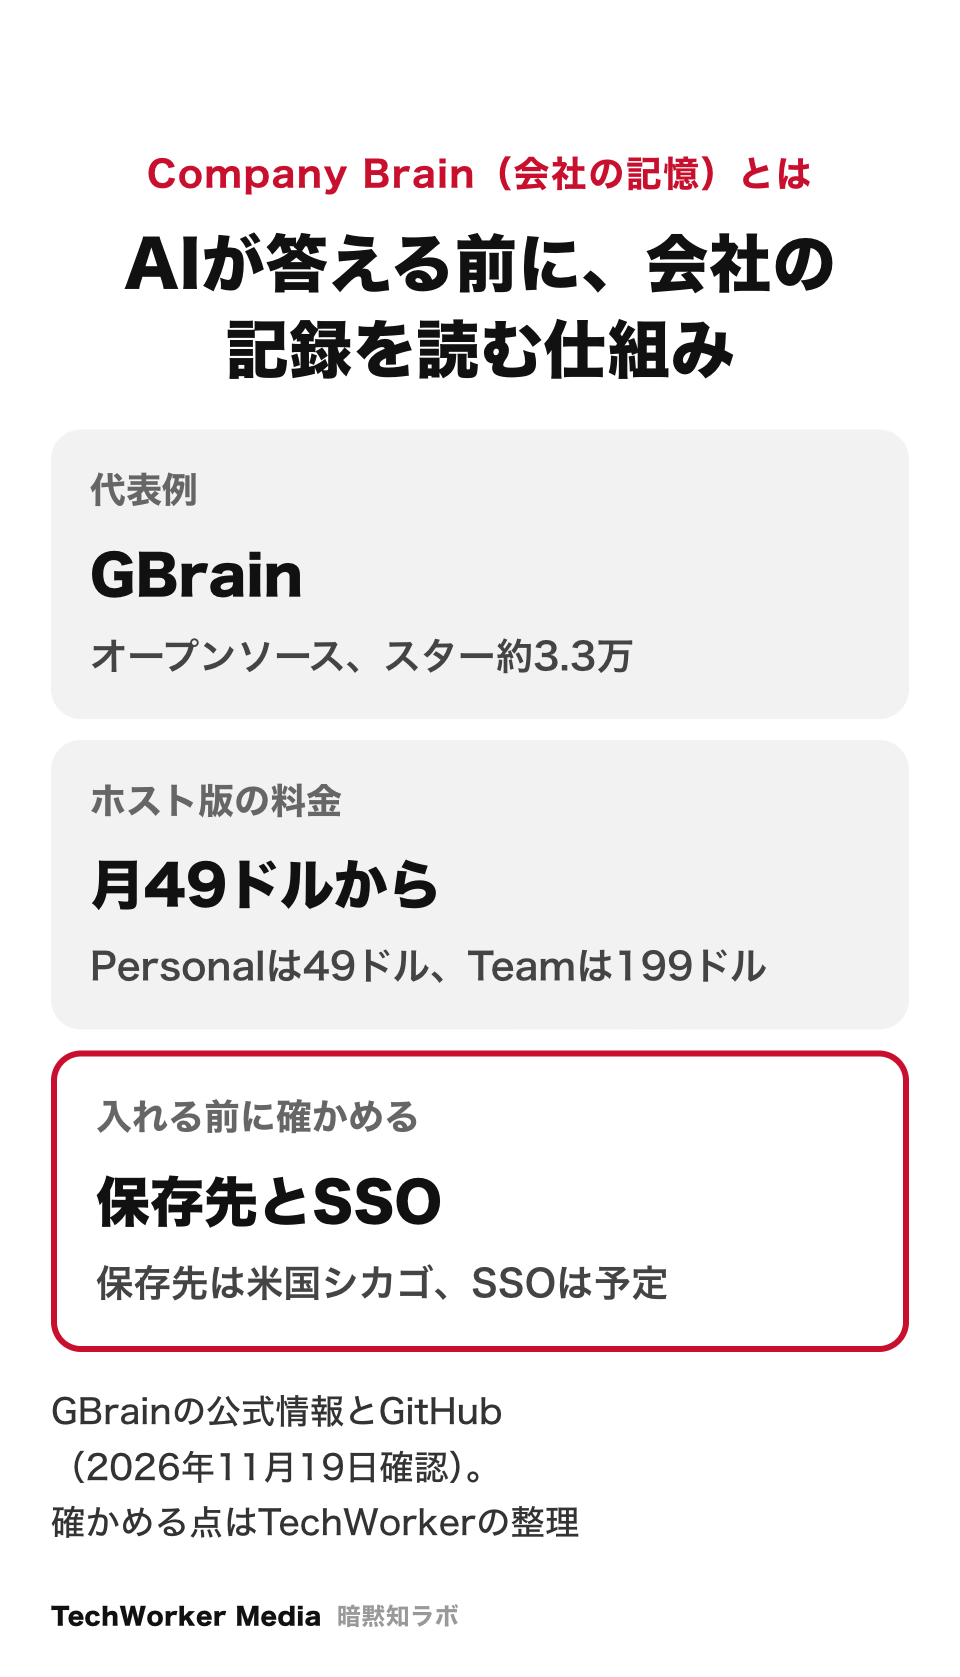 Company Brain（会社の記憶）とは
AIが答える前に、会社の
記録を読む仕組み
代表例
GBrain
オープンソース、スター約3.3万
ホスト版の料金
月49ドルから
Personalは49ドル、Teamは199ドル
入れる前に確かめる
保存先とSSO
保存先は米国シカゴ、SSOは予定
GBrainの公式情報とGitHub
（2026年11月19日確認）。
確かめる点はTechWorkerの整理
TechWorker Media 暗黙知ラボ